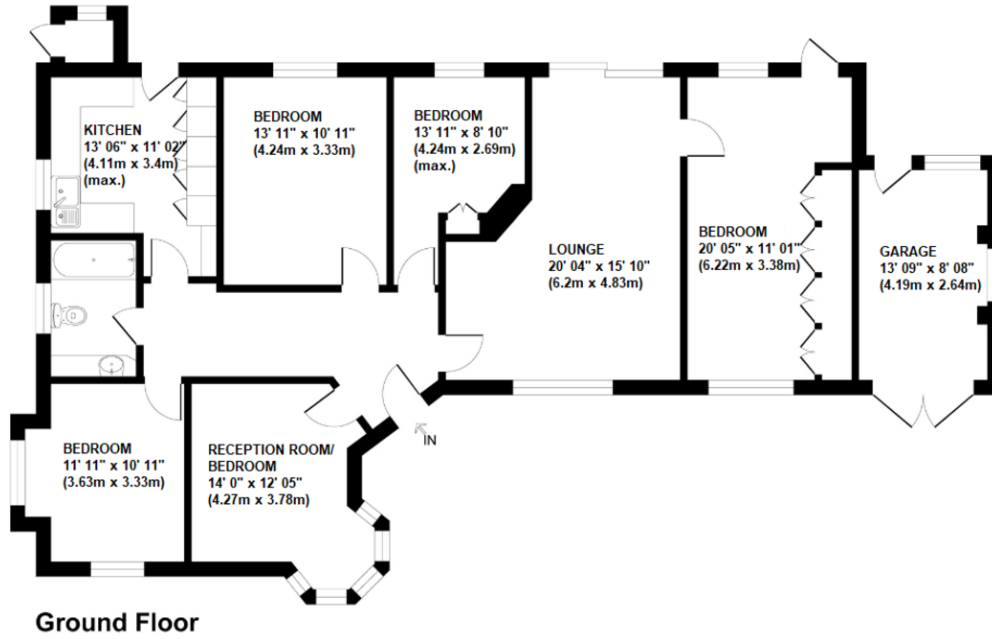 KITCHEN
13' 06" x 11' 02"
(4.11m x 3.4m)
(max.)
BEDROOM
13' 11" x 10' 11"
(4.24m x 3.33m)
BEDROOM
13' 11" x 8' 10"
(4.24m x 2.69m)
(max.)
LOUNGE
20' 04" x 15' 10"
(6.2m x 4.83m)
BEDROOM
20' 05" x 11' 01"
(6.22m x 3.38m)
GARAGE
13' 09" x 8' 08"
(4.19m x 2.64m)
BEDROOM
11' 11" x 10' 11"
(3.63m x 3.33m)
RECEPTION ROOM/
BEDROOM
14' 0" x 12' 05"
(4.27m x 3.78m)
IN
Ground Floor